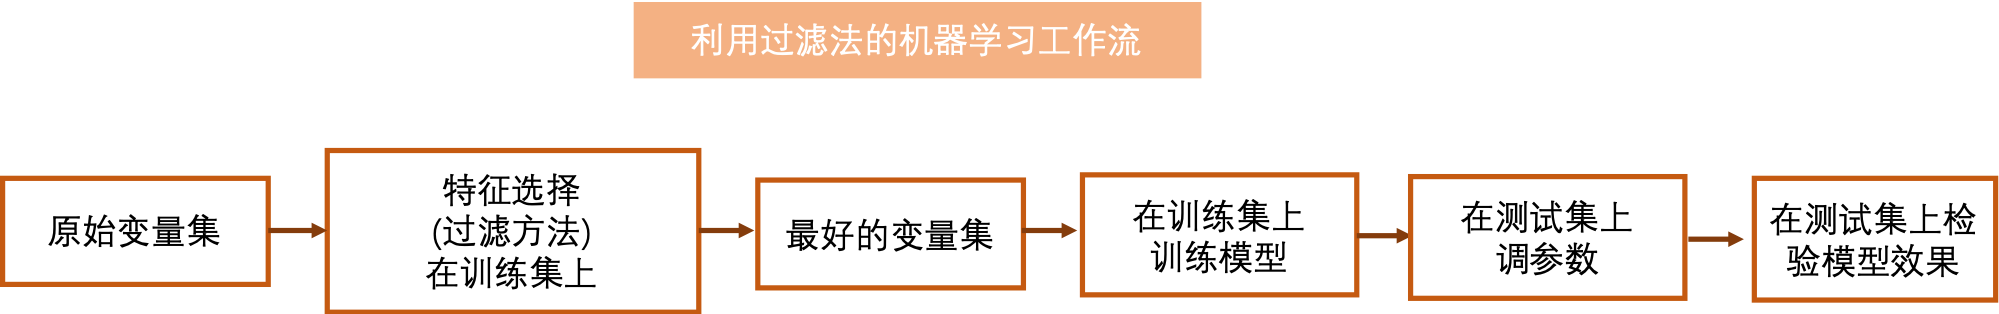 利用过滤法的机器学习工作流
原始变量集
特征选择
(过滤方法)
在训练集上
最好的变量集
在训练集上
训练模型
在测试集上
调参数
在测试集上检
验模型效果